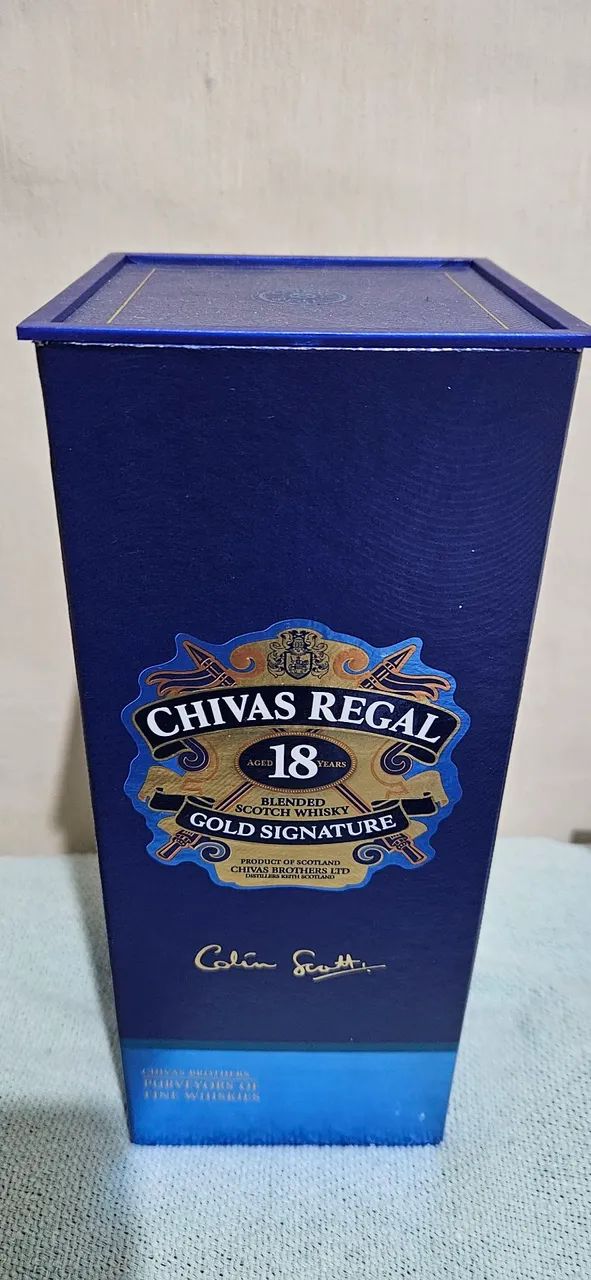 CHIVAS REGAL
AGED 18 YEARS
BLENDED
SCOTCH WHISKY
GOLD SIGNATURE
PRODUCT OF SCOTLAND
CHIVAS BROTHERS LTD
DISTILLERS KEITH SCOTLAND
Colin Scott.
CHIVAS BROTHERS
PURVEYORS OF
FINE WHISKIES